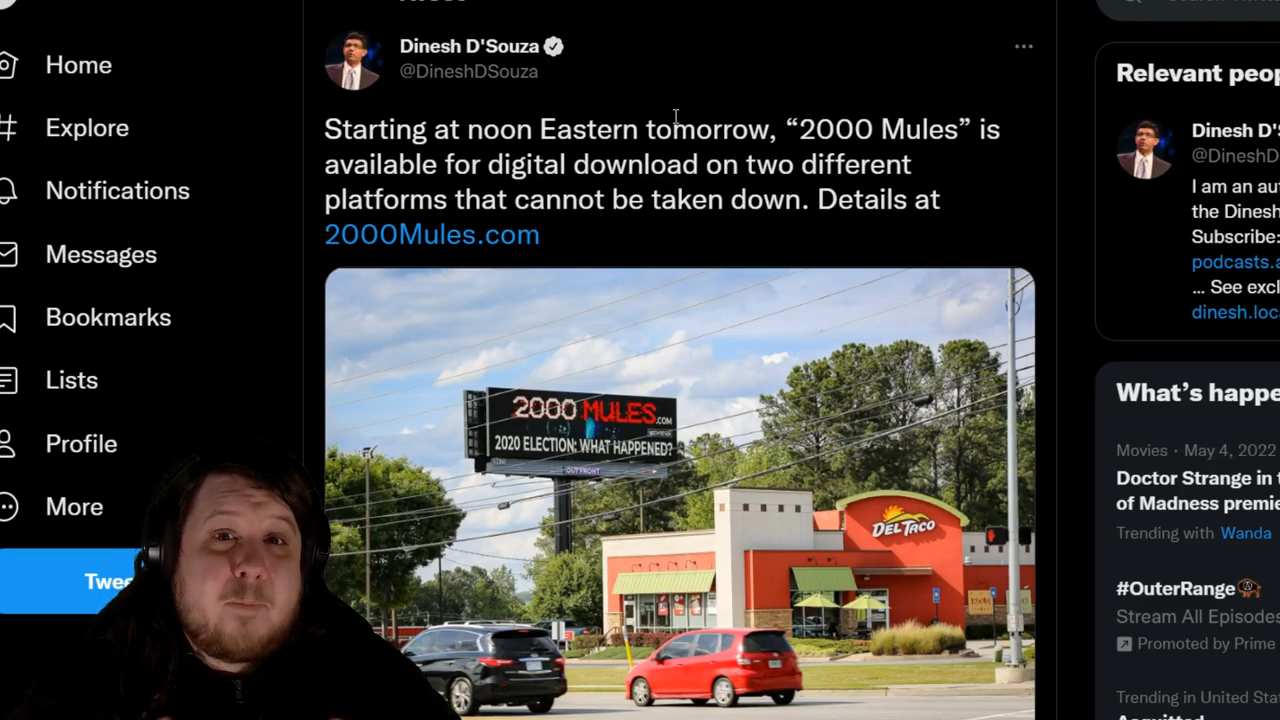 Home
Explore
Notifications
Messages
Bookmarks
Lists
Profile
More
Dinesh D'Souza
@DineshDSouza
Starting at noon Eastern tomorrow, “2000 Mules” is
available for digital download on two different
platforms that cannot be taken down. Details at
2000Mules.com
2000 MULES.COM
2020 ELECTION: WHAT HAPPENED?
OUTFRONT
DEL TACO
Relevant peop
Dinesh D'S
@DineshD
I am an aut
the Dinesh
Subscribe:
podcasts.a
... See excl
dinesh.loca
What’s happe
Movies · May 4, 2022
Doctor Strange in t
of Madness premie
Trending with Wanda
#OuterRange
Stream All Episodes
Promoted by Prime
Trending in United Sta